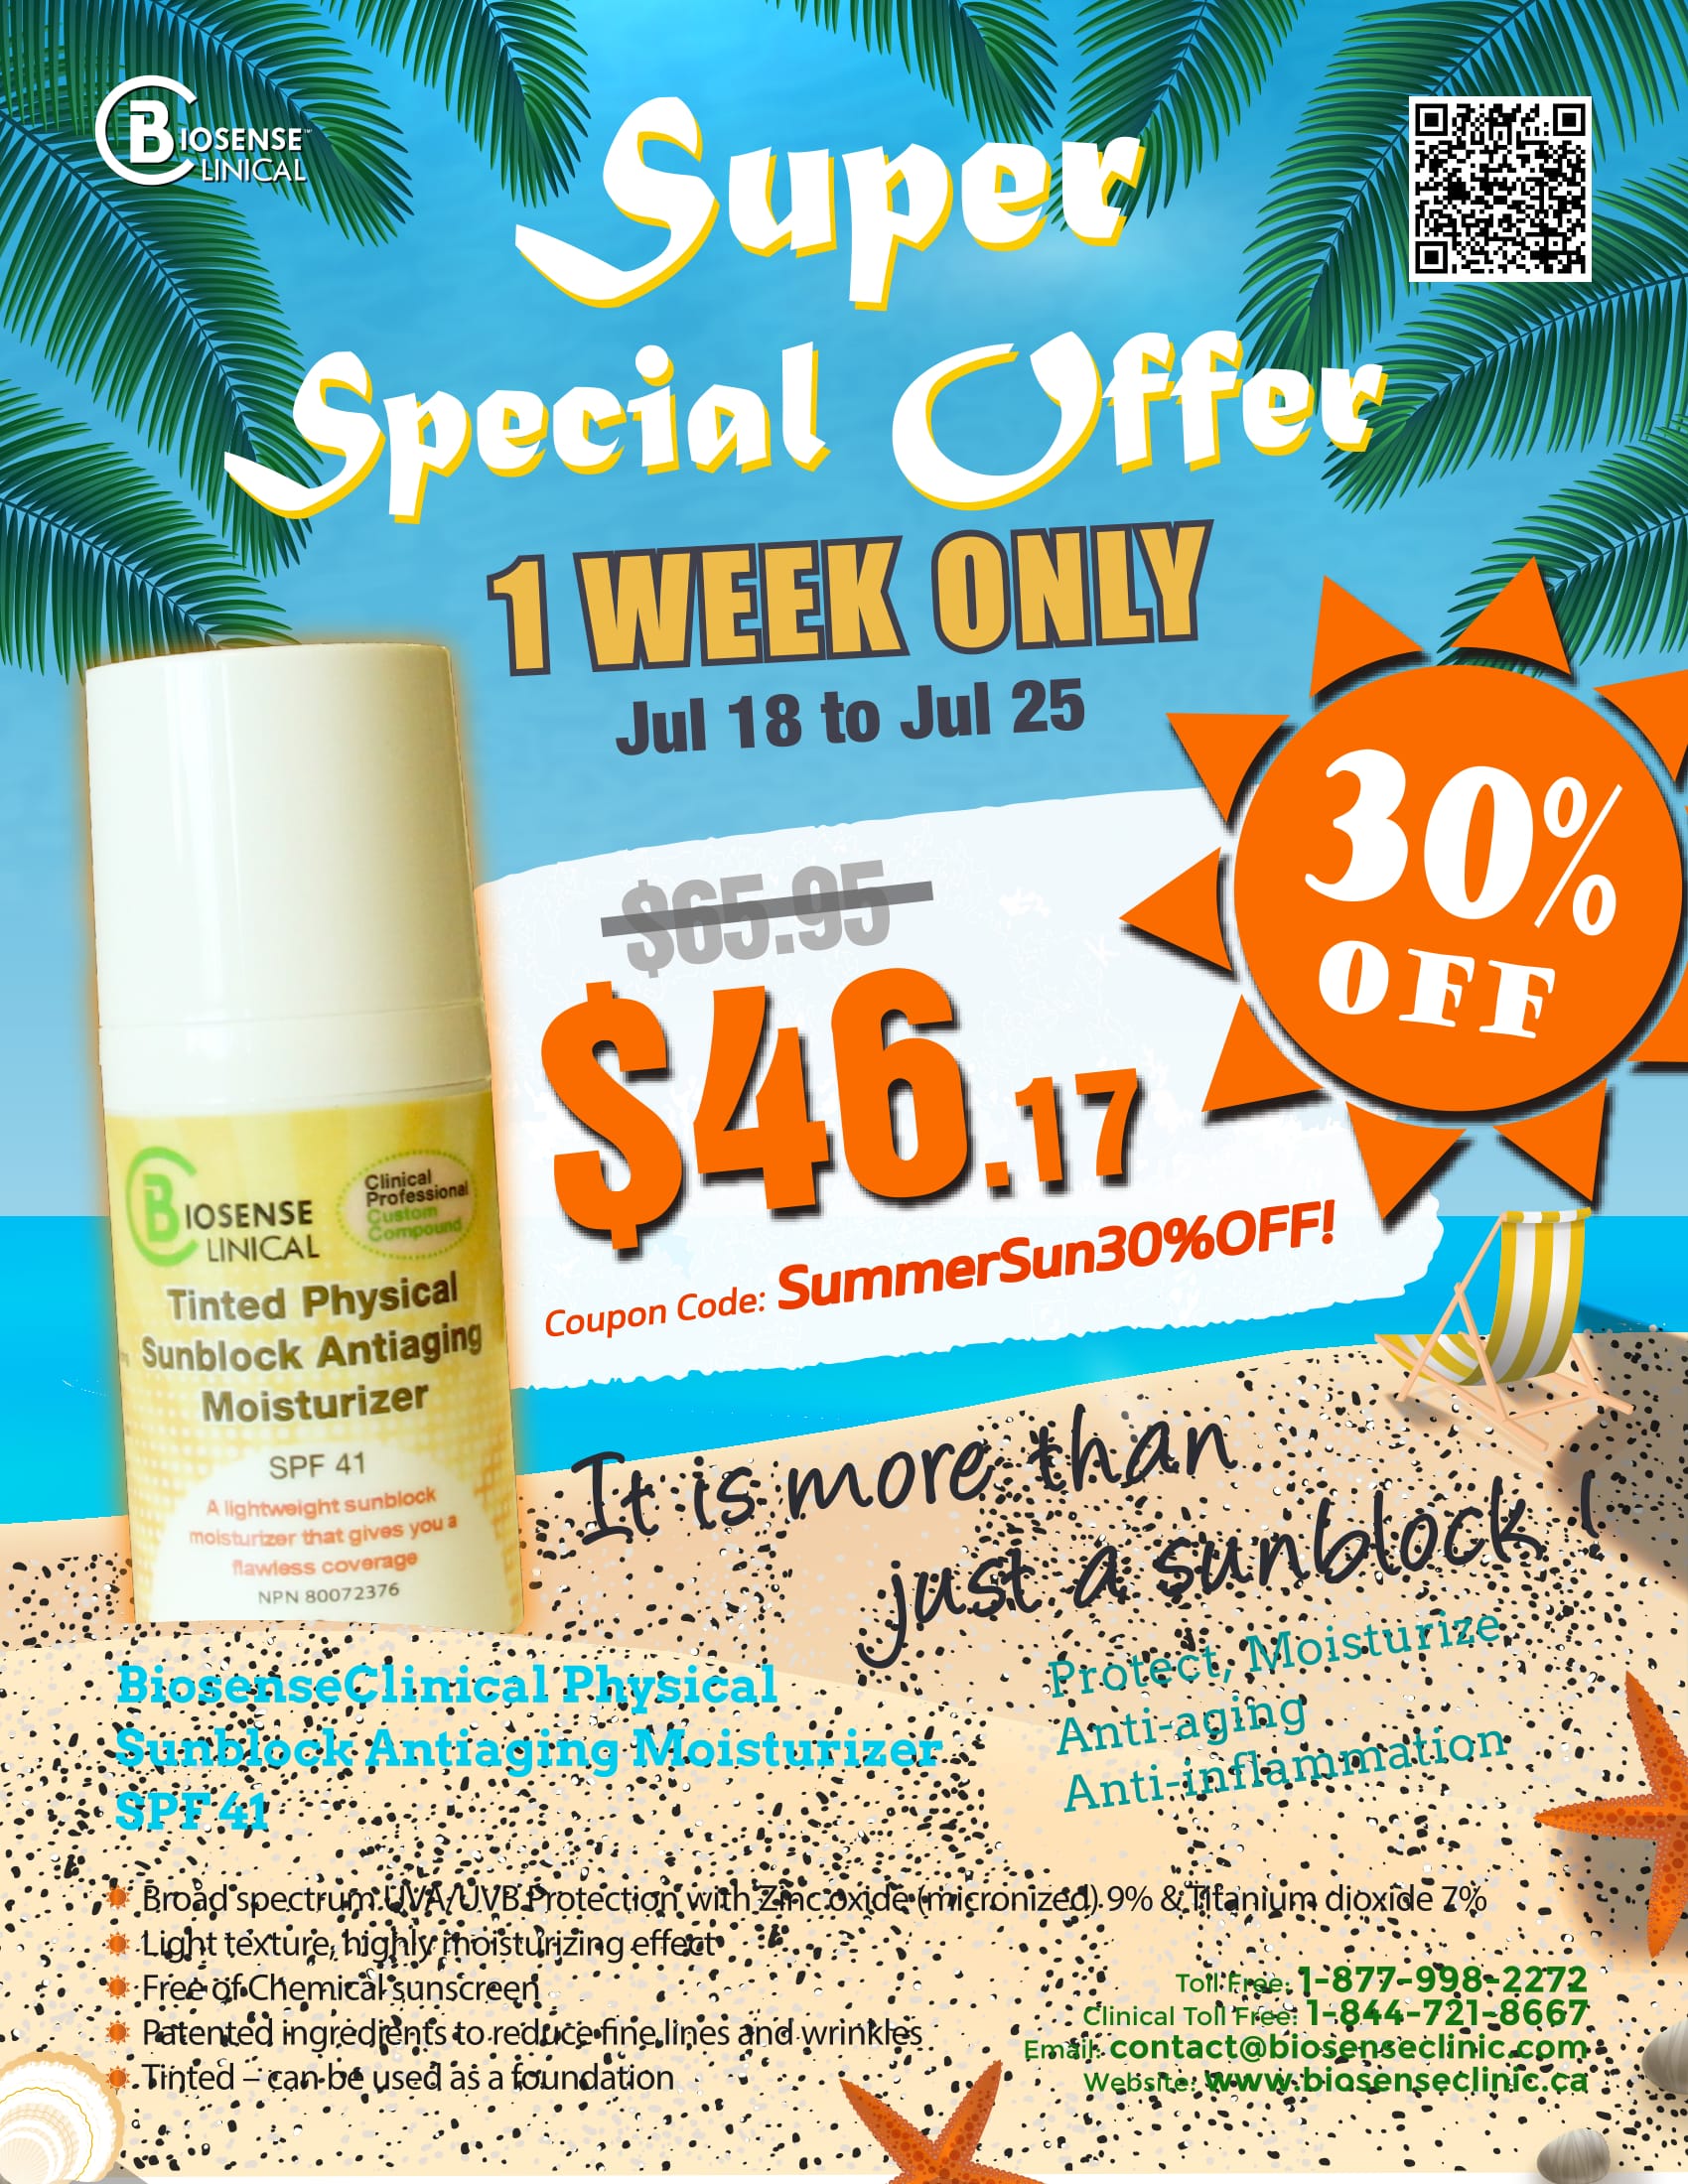 BIOSENSE™
CLINICAL
Super
Special Offer
1 WEEK ONLY
Jul 18 to Jul 25
30%
OFF
$65.95
$46.17
Coupon Code: SummerSun30%OFF!
BIOSENSE
CLINICAL
Clinical
Professional
Custom
Compound
Tinted Physical
Sunblock Antiaging
Moisturizer
SPF 41
A lightweight sunblock
moisturizer that gives you a
flawless coverage
NPN 80072376
It is more than
just a sunblock!
Protect, Moisturize
Anti-aging
Anti-inflammation
BiosenseClinical Physical
Sunblock Antiaging Moisturizer
SPF 41
Broad spectrum UVA/UVB Protection with Zinc oxide (micronized) 9% & Titanium dioxide 7%
Light texture, highly moisturizing effect
Free of Chemical sunscreen
Patented ingredients to reduce fine lines and wrinkles
Tinted – can be used as a foundation
Toll Free: 1-877-998-2272
Clinical Toll Free: 1-844-721-8667
Email: contact@biosenseclinic.com
Website: www.biosenseclinic.ca